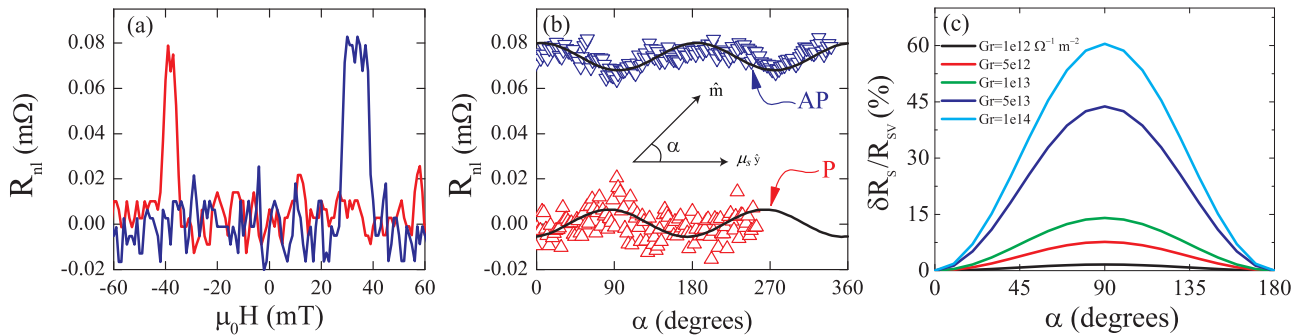 (a)
0.08
0.06
0.04
0.02
0.00
-0.02
R_nl (mΩ)
-60 -40 -20 0 20 40 60
μ₀H (mT)
(b)
0.08
0.06
0.04
0.02
0.00
-0.02
R_nl (mΩ)
AP
m̂
α
μ_s ŷ
P
0 90 180 270 360
α (degrees)
(c)
60
45
30
15
0
δR_S/R_SV (%)
Gr=1e12 Ω⁻¹ m⁻²
Gr=5e12
Gr=1e13
Gr=5e13
Gr=1e14
0 45 90 135 180
α (degrees)